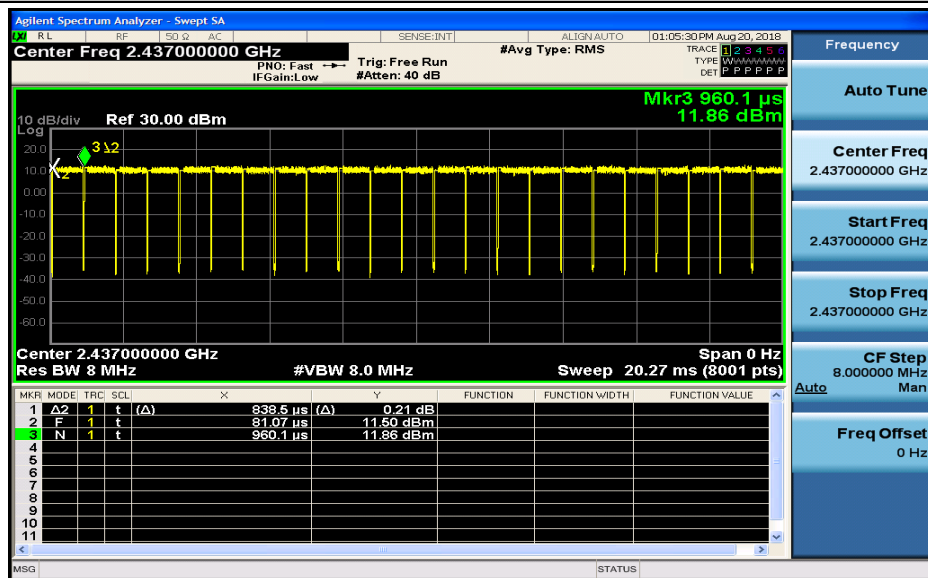 Agilent Spectrum Analyzer - Swept SA
LXI RL RF 50 Ω AC SENSE:INT ALIGN AUTO 01:05:30 PM Aug 20, 2018
Center Freq 2.437000000 GHz
PNO: Fast
IFGain:Low
Trig: Free Run
#Atten: 40 dB
#Avg Type: RMS
TRACE 1 2 3 4 5 6
TYPE WWWWWW
DET P P P P P P
Frequency
Mkr3 960.1 µs
11.86 dBm
10 dB/div Ref 30.00 dBm
Log
20.0
10.0
0.00
-10.0
-20.0
-30.0
-40.0
-50.0
-60.0
3Δ2
X2
Center 2.437000000 GHz Span 0 Hz
Res BW 8 MHz #VBW 8.0 MHz Sweep 20.27 ms (8001 pts)
MKR MODE TRC SCL X Y FUNCTION FUNCTION WIDTH FUNCTION VALUE
1 Δ2 1 t (Δ) 838.5 µs (Δ) 0.21 dB
2 F 1 t 81.07 µs 11.50 dBm
3 N 1 t 960.1 µs 11.86 dBm
4
5
6
7
8
9
10
11
MSG STATUS
Auto Tune
Center Freq
2.437000000 GHz
Start Freq
2.437000000 GHz
Stop Freq
2.437000000 GHz
CF Step
8.000000 MHz
Auto Man
Freq Offset
0 Hz